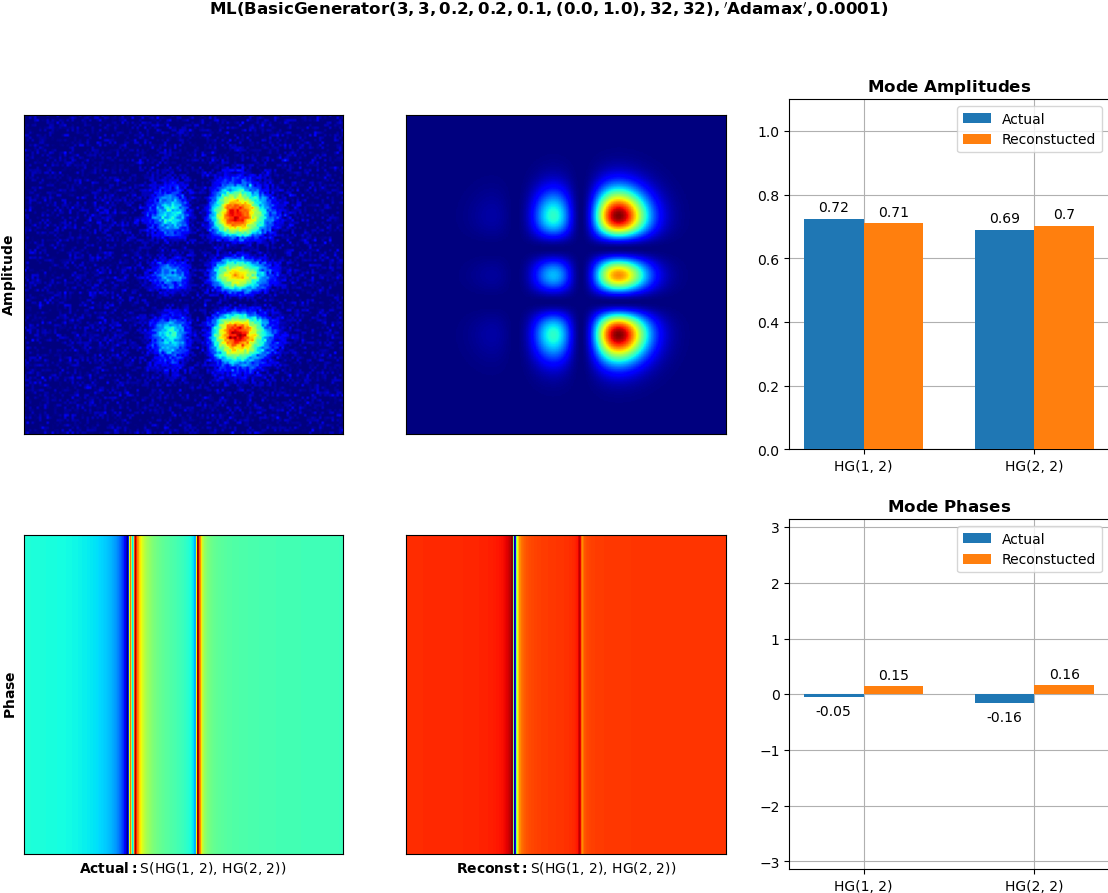 ML(BasicGenerator(3, 3, 0.2, 0.2, 0.1, (0.0, 1.0), 32, 32), ′Adamax′, 0.0001)
Mode Amplitudes
Amplitude
1.0
0.8
0.6
0.4
0.2
0.0
Actual
Reconstucted
0.72
0.71
0.69
0.7
HG(1, 2)
HG(2, 2)
Mode Phases
Phase
3
2
1
0
−1
−2
−3
Actual
Reconstucted
-0.05
0.15
-0.16
0.16
Actual: S(HG(1, 2), HG(2, 2))
Reconst: S(HG(1, 2), HG(2, 2))
HG(1, 2)
HG(2, 2)